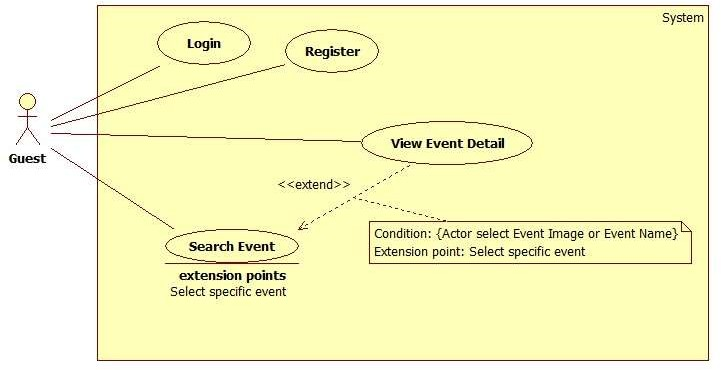 System
Login
Register
Guest
View Event Detail
<<extend>>
Condition: {Actor select Event Image or Event Name}
Extension point: Select specific event
Search Event
extension points
Select specific event